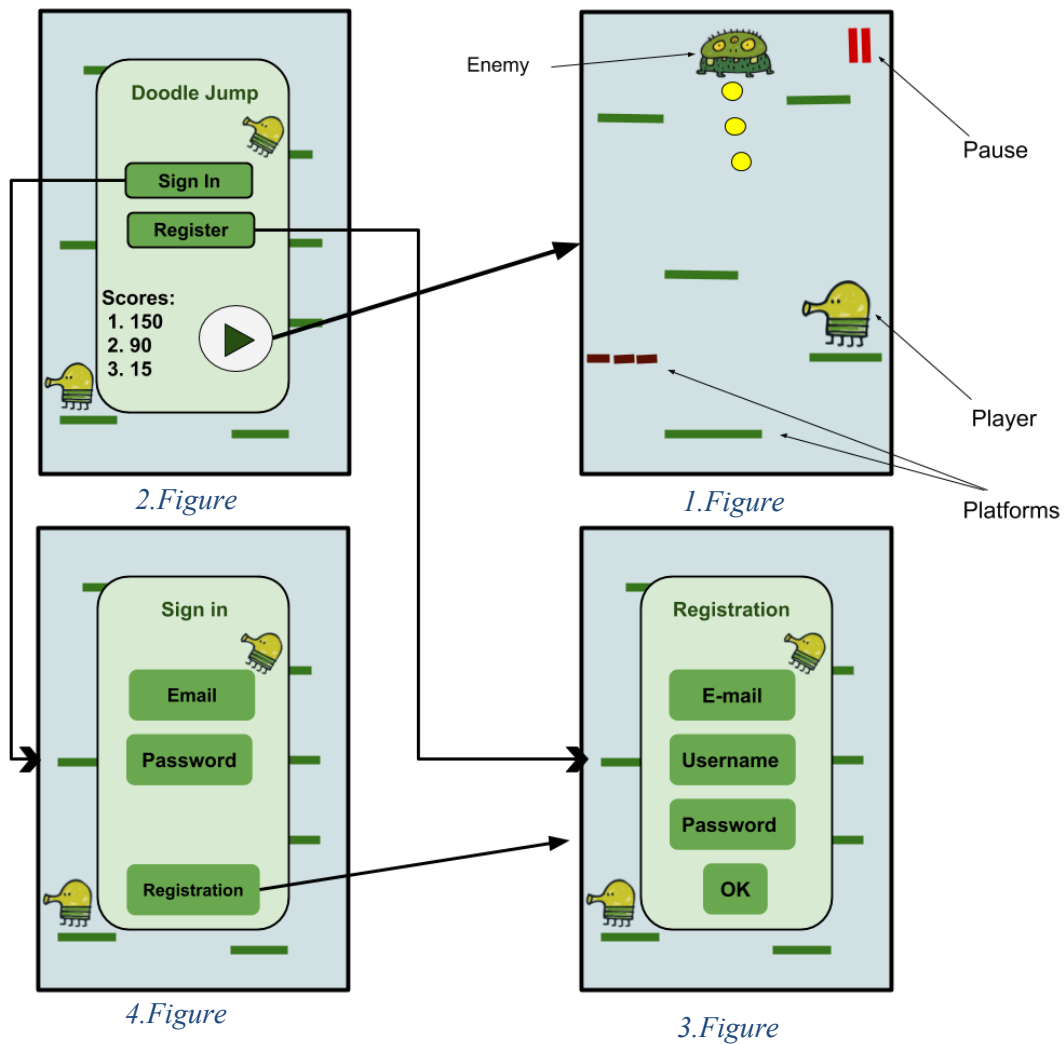 Doodle Jump
Sign In
Register
Scores:
1. 150
2. 90
3. 15
2.Figure
Enemy
Pause
Player
Platforms
1.Figure
Sign in
Email
Password
Registration
4.Figure
Registration
E-mail
Username
Password
OK
3.Figure